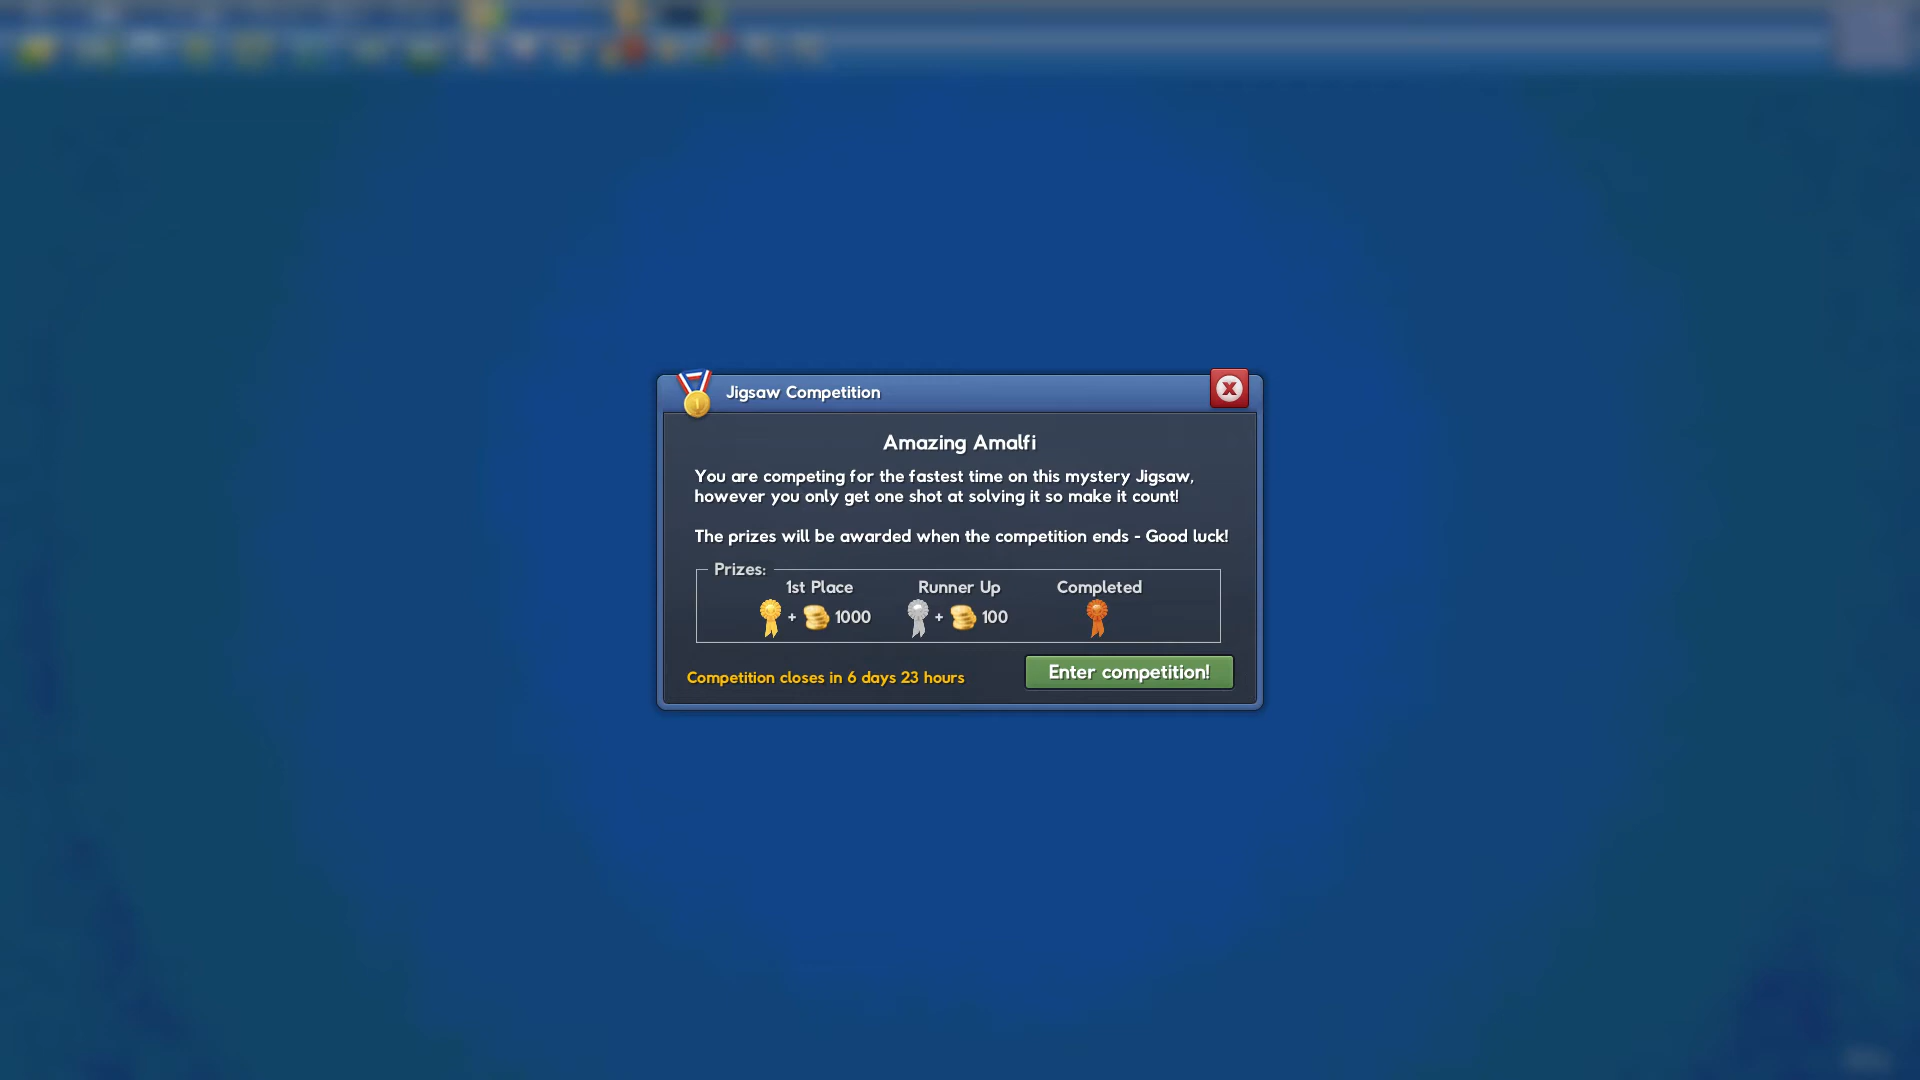 Jigsaw Competition
Amazing Amalfi
You are competing for the fastest time on this mystery Jigsaw,
however you only get one shot at solving it so make it count!
The prizes will be awarded when the competition ends - Good luck!
Prizes:
1st Place Runner Up Completed
+ 1000 + 100
Competition closes in 6 days 23 hours
Enter competition!